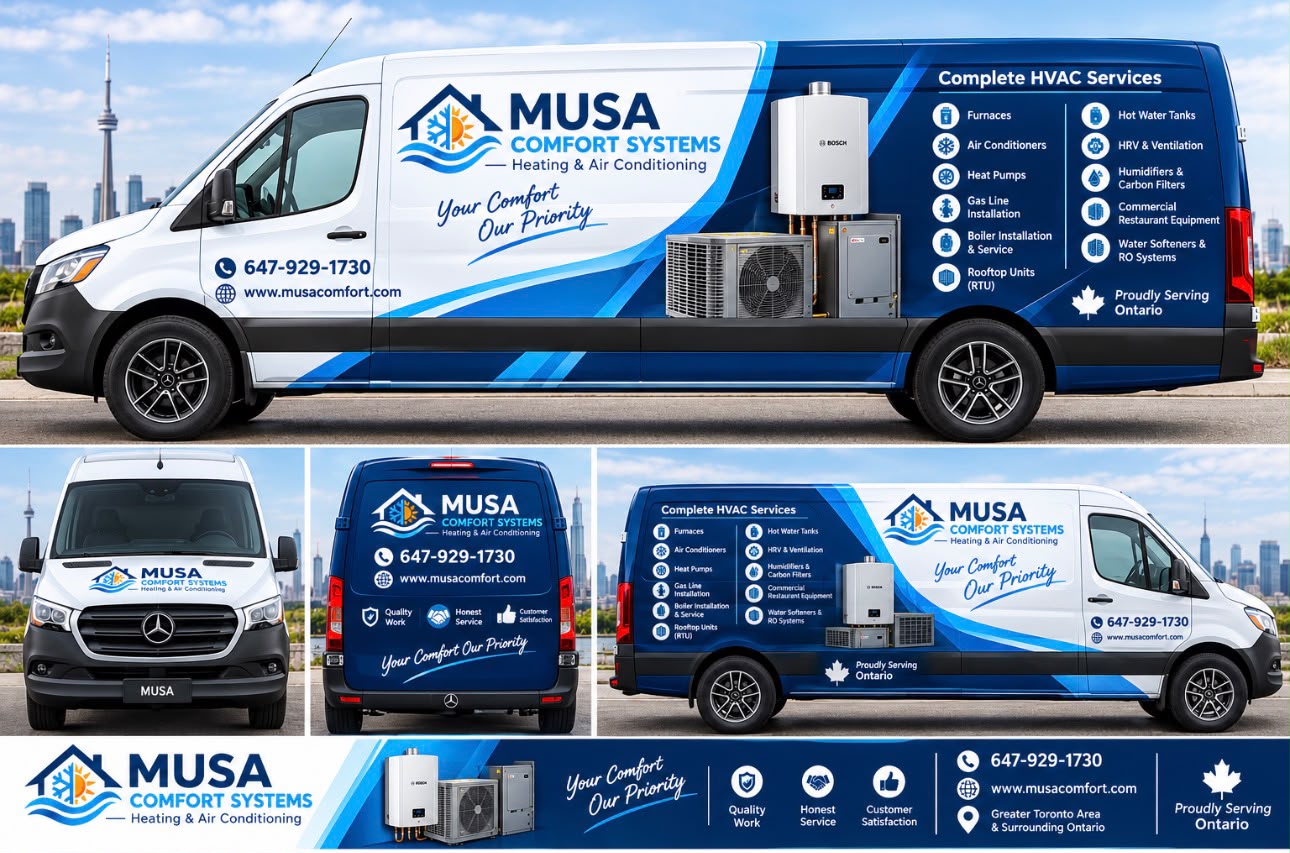 MUSA
COMFORT SYSTEMS
Heating & Air Conditioning
Your Comfort
Our Priority
647-929-1730
www.musacomfort.com
BOSCH
Complete HVAC Services
Furnaces
Air Conditioners
Heat Pumps
Gas Line
Installation
Boiler Installation
& Service
Rooftop Units
(RTU)
Hot Water Tanks
HRV & Ventilation
Humidifiers &
Carbon Filters
Commercial
Restaurant Equipment
Water Softeners &
RO Systems
Proudly Serving
Ontario
MUSA
COMFORT SYSTEMS
Heating & Air Conditioning
MUSA
MUSA
COMFORT SYSTEMS
Heating & Air Conditioning
647-929-1730
www.musacomfort.com
Quality
Work
Honest
Service
Customer
Satisfaction
Your Comfort Our Priority
Complete HVAC Services
Furnaces
Air Conditioners
Heat Pumps
Gas Line
Installation
Boiler Installation
& Service
Rooftop Units
(RTU)
Hot Water Tanks
HRV & Ventilation
Humidifiers &
Carbon Filters
Commercial
Restaurant Equipment
Water Softeners &
RO Systems
BOSCH
MUSA
COMFORT SYSTEMS
Heating & Air Conditioning
Your Comfort
Our Priority
647-929-1730
www.musacomfort.com
Proudly Serving
Ontario
MUSA
COMFORT SYSTEMS
Heating & Air Conditioning
BOSCH
Your Comfort
Our Priority
Quality
Work
Honest
Service
Customer
Satisfaction
647-929-1730
www.musacomfort.com
Greater Toronto Area
& Surrounding Ontario
Proudly Serving
Ontario